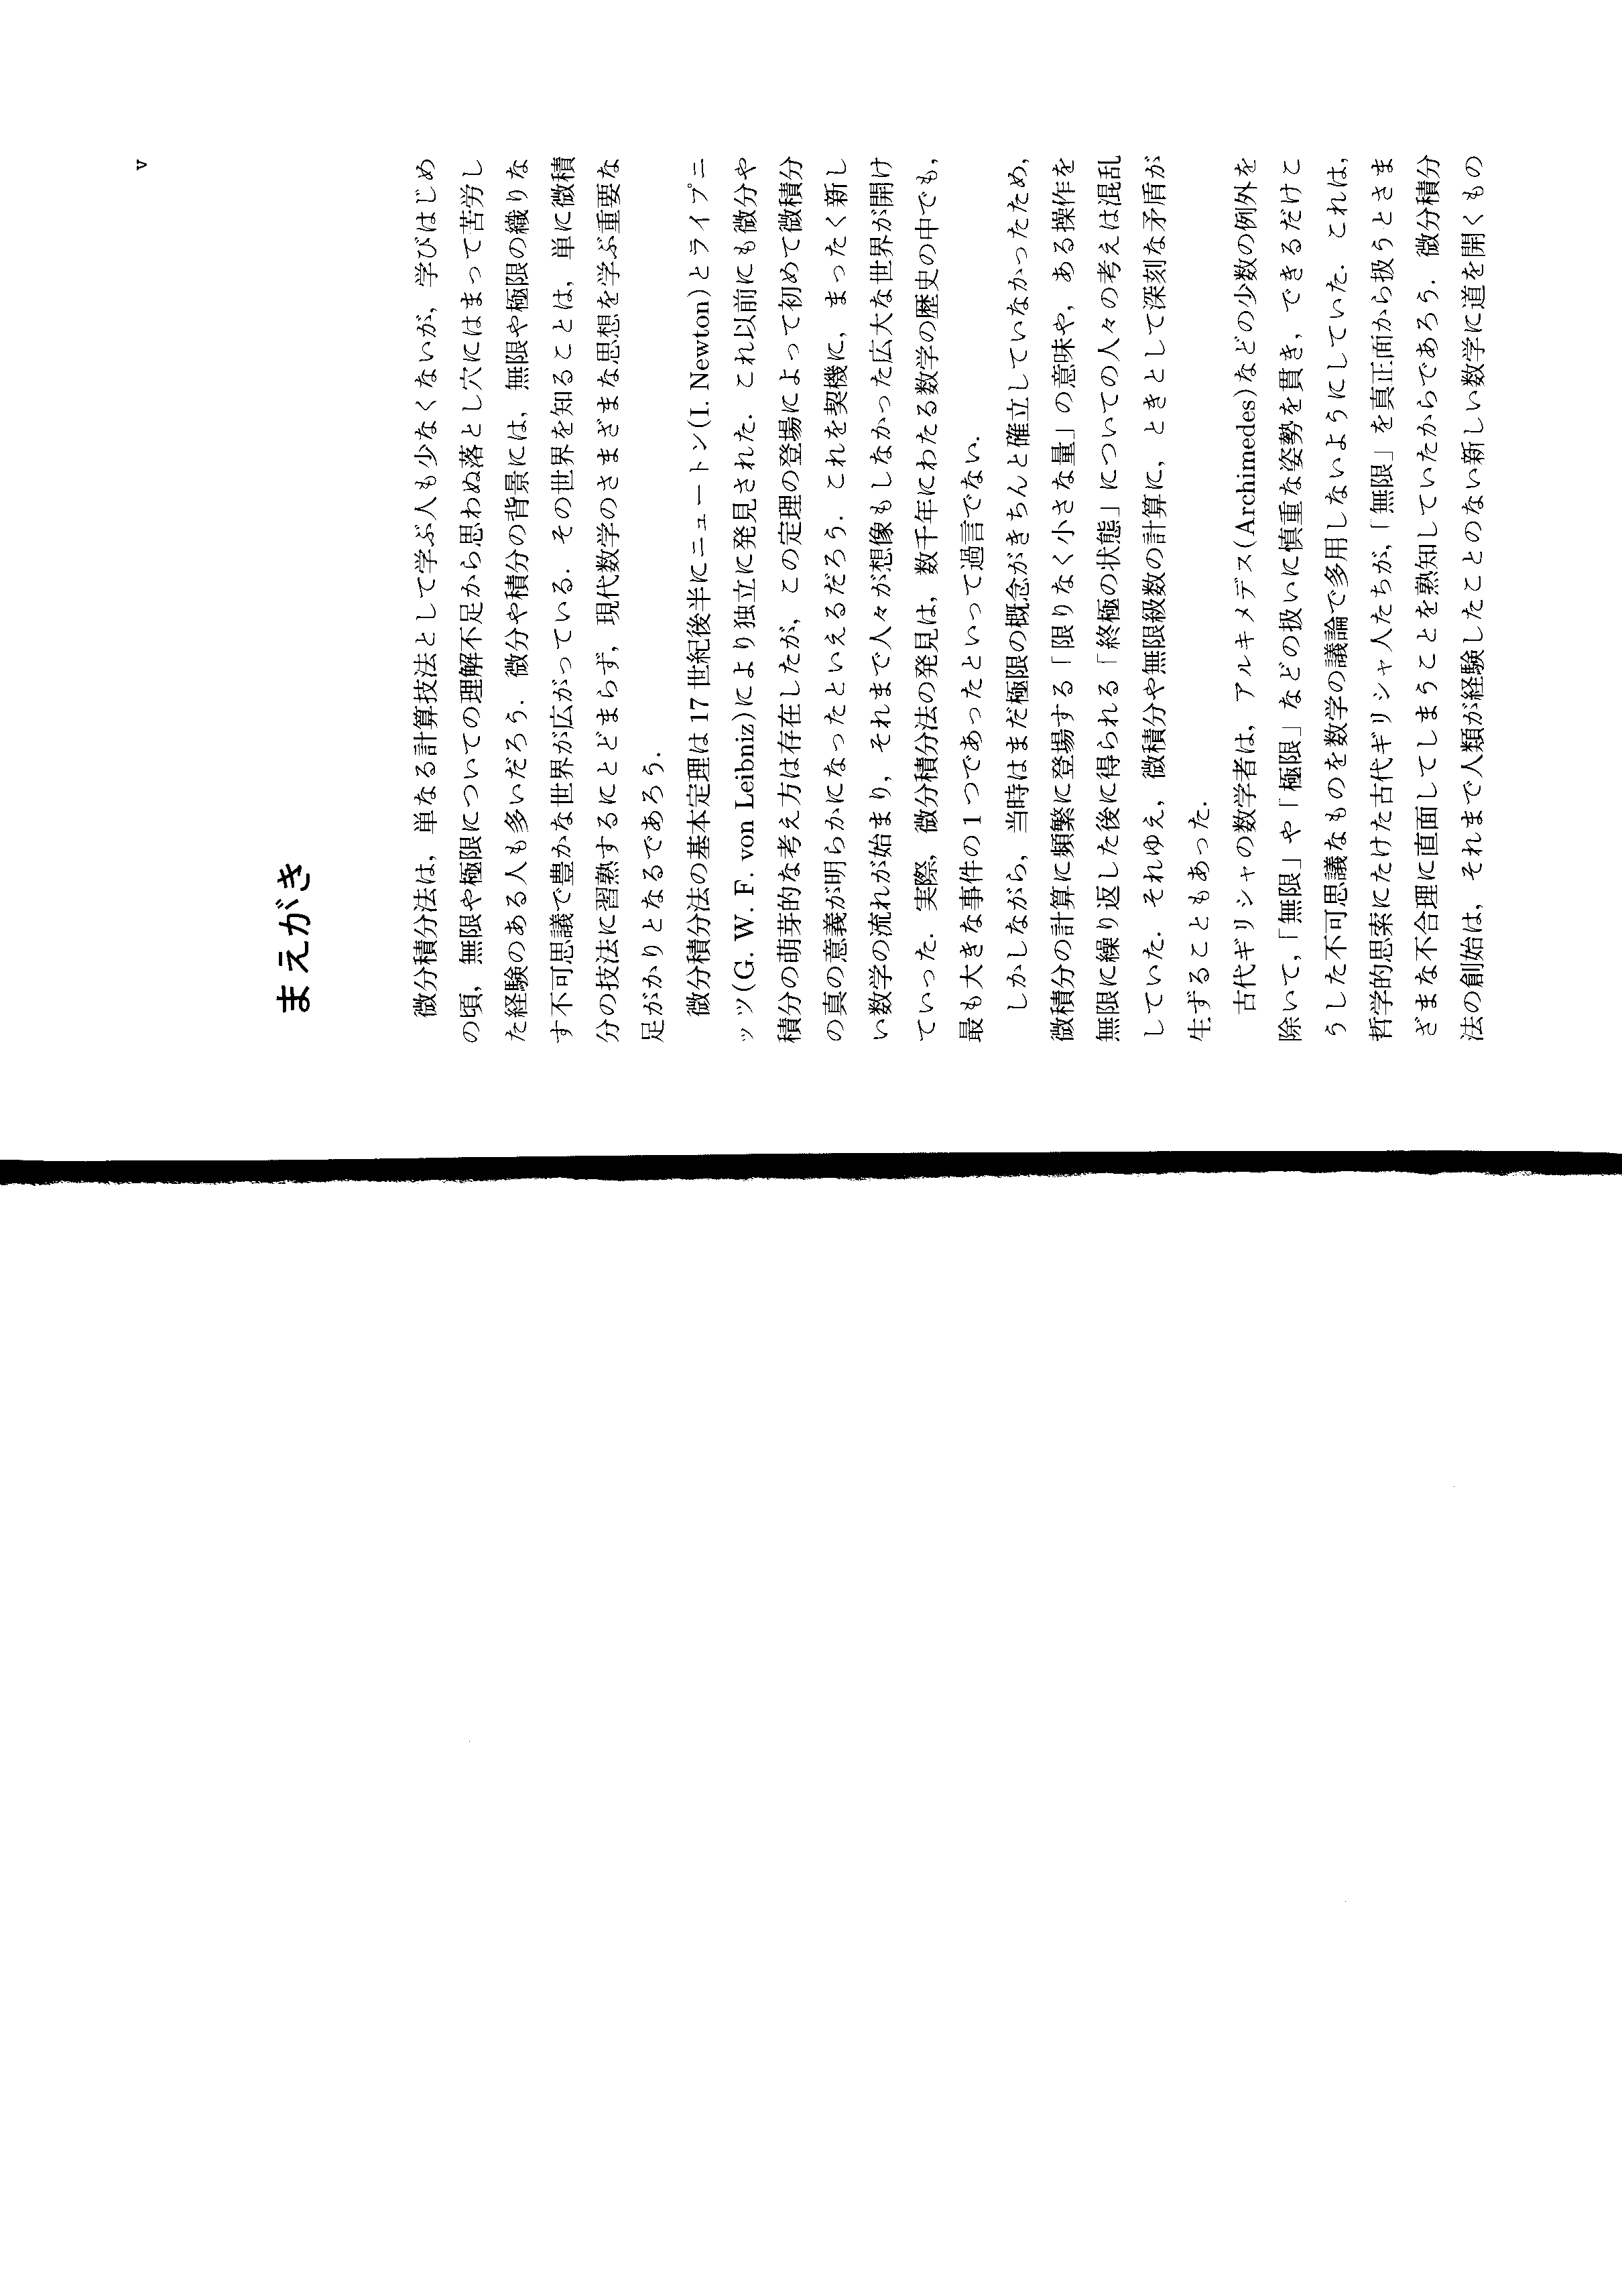 v
まえがき
微分積分法は，単なる計算技法として学ぶ人も少なくないが，学びはじめ
の頃，無限や極限についての理解不足から思わぬ落とし穴にはまって苦労し
た経験のある人も多いだろう．微分や積分の背景には，無限や極限の織りな
す不可思議で豊かな世界が広がっている．その世界を知ることは，単に微積
分の技法に習熟するにとどまらず，現代数学のさまざまな思想を学ぶ重要な
足がかりとなるであろう．
微分積分法の基本定理は 17 世紀後半にニュートン(I. Newton)とライプニ
ッツ(G. W. F. von Leibniz)により独立に発見された．これ以前にも微分や
積分の萌芽的な考え方は存在したが，この定理の登場によって初めて微積分
の真の意義が明らかになったといえるだろう．これを契機に，まったく新し
い数学の流れが始まり，それまで人々が想像もしなかった広大な世界が開け
ていった．実際，微分積分法の発見は，数千年にわたる数学の歴史の中でも，
最も大きな事件の 1 つであったといって過言でない．
しかしながら，当時はまだ極限の概念がきちんと確立していなかったため，
微積分の計算に頻繁に登場する「限りなく小さな量」の意味や，ある操作を
無限に繰り返した後に得られる「終極の状態」についての人々の考えは混乱
していた．それゆえ，微積分や無限級数の計算に，ときとして深刻な矛盾が
生ずることもあった．
古代ギリシャの数学者は，アルキメデス(Archimedes)などの少数の例外を
除いて，「無限」や「極限」などの扱いに慎重な姿勢を貫き，できるだけこ
うした不可思議なものを数学の議論で多用しないようにしていた．これは，
哲学的思索にたけた古代ギリシャ人たちが，「無限」を真正面から扱うとさま
ざまな不合理に直面してしまうことを熟知していたからであろう．微分積分
法の創始は，それまで人類が経験したことのない新しい数学に道を開くもの